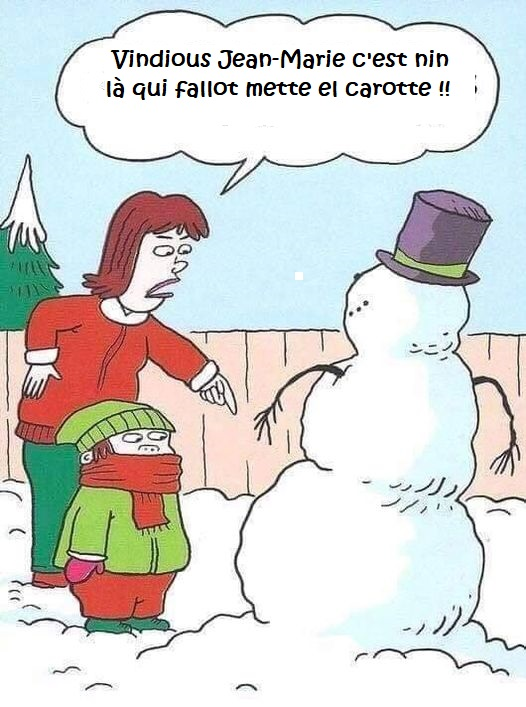 Vindious Jean-Marie c'est nin
là qui fallot mette el carotte !!